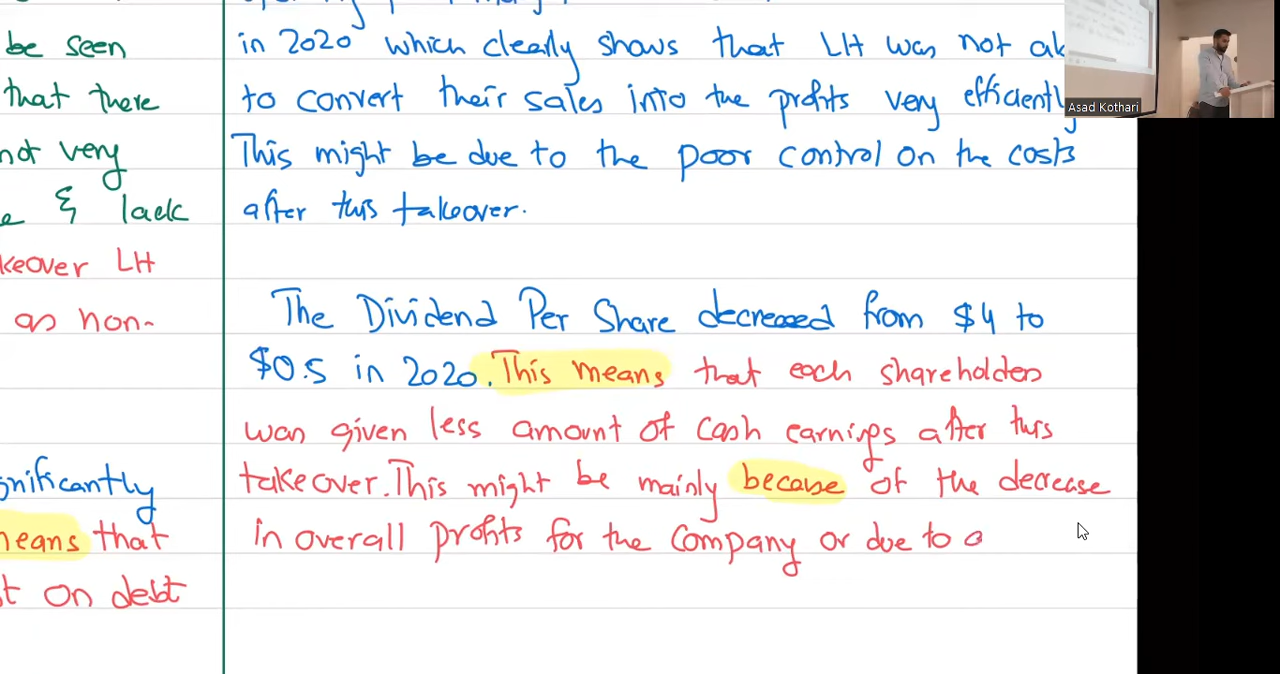 be seen
that there
not very
& lack
takeover LH
as non-
significantly
means that
on debt
in 2020 which clearly shows that LH was not
to convert their sales into the profits very efficiently
This might be due to the poor control on the costs
after this takeover.
The Dividend Per Share decreased from $4 to
$0.5 in 2020. This means that each shareholder
was given less amount of cash earnings after this
takeover. This might be mainly because of the decrease
in overall profits for the company or due to a
Asad Kothari